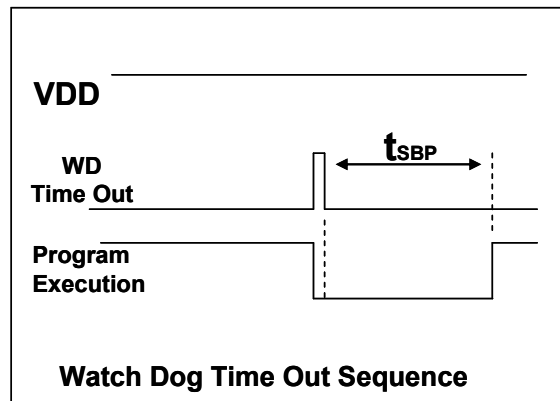 VDD
tSBP
WD
Time Out
Program
Execution
Watch Dog Time Out Sequence